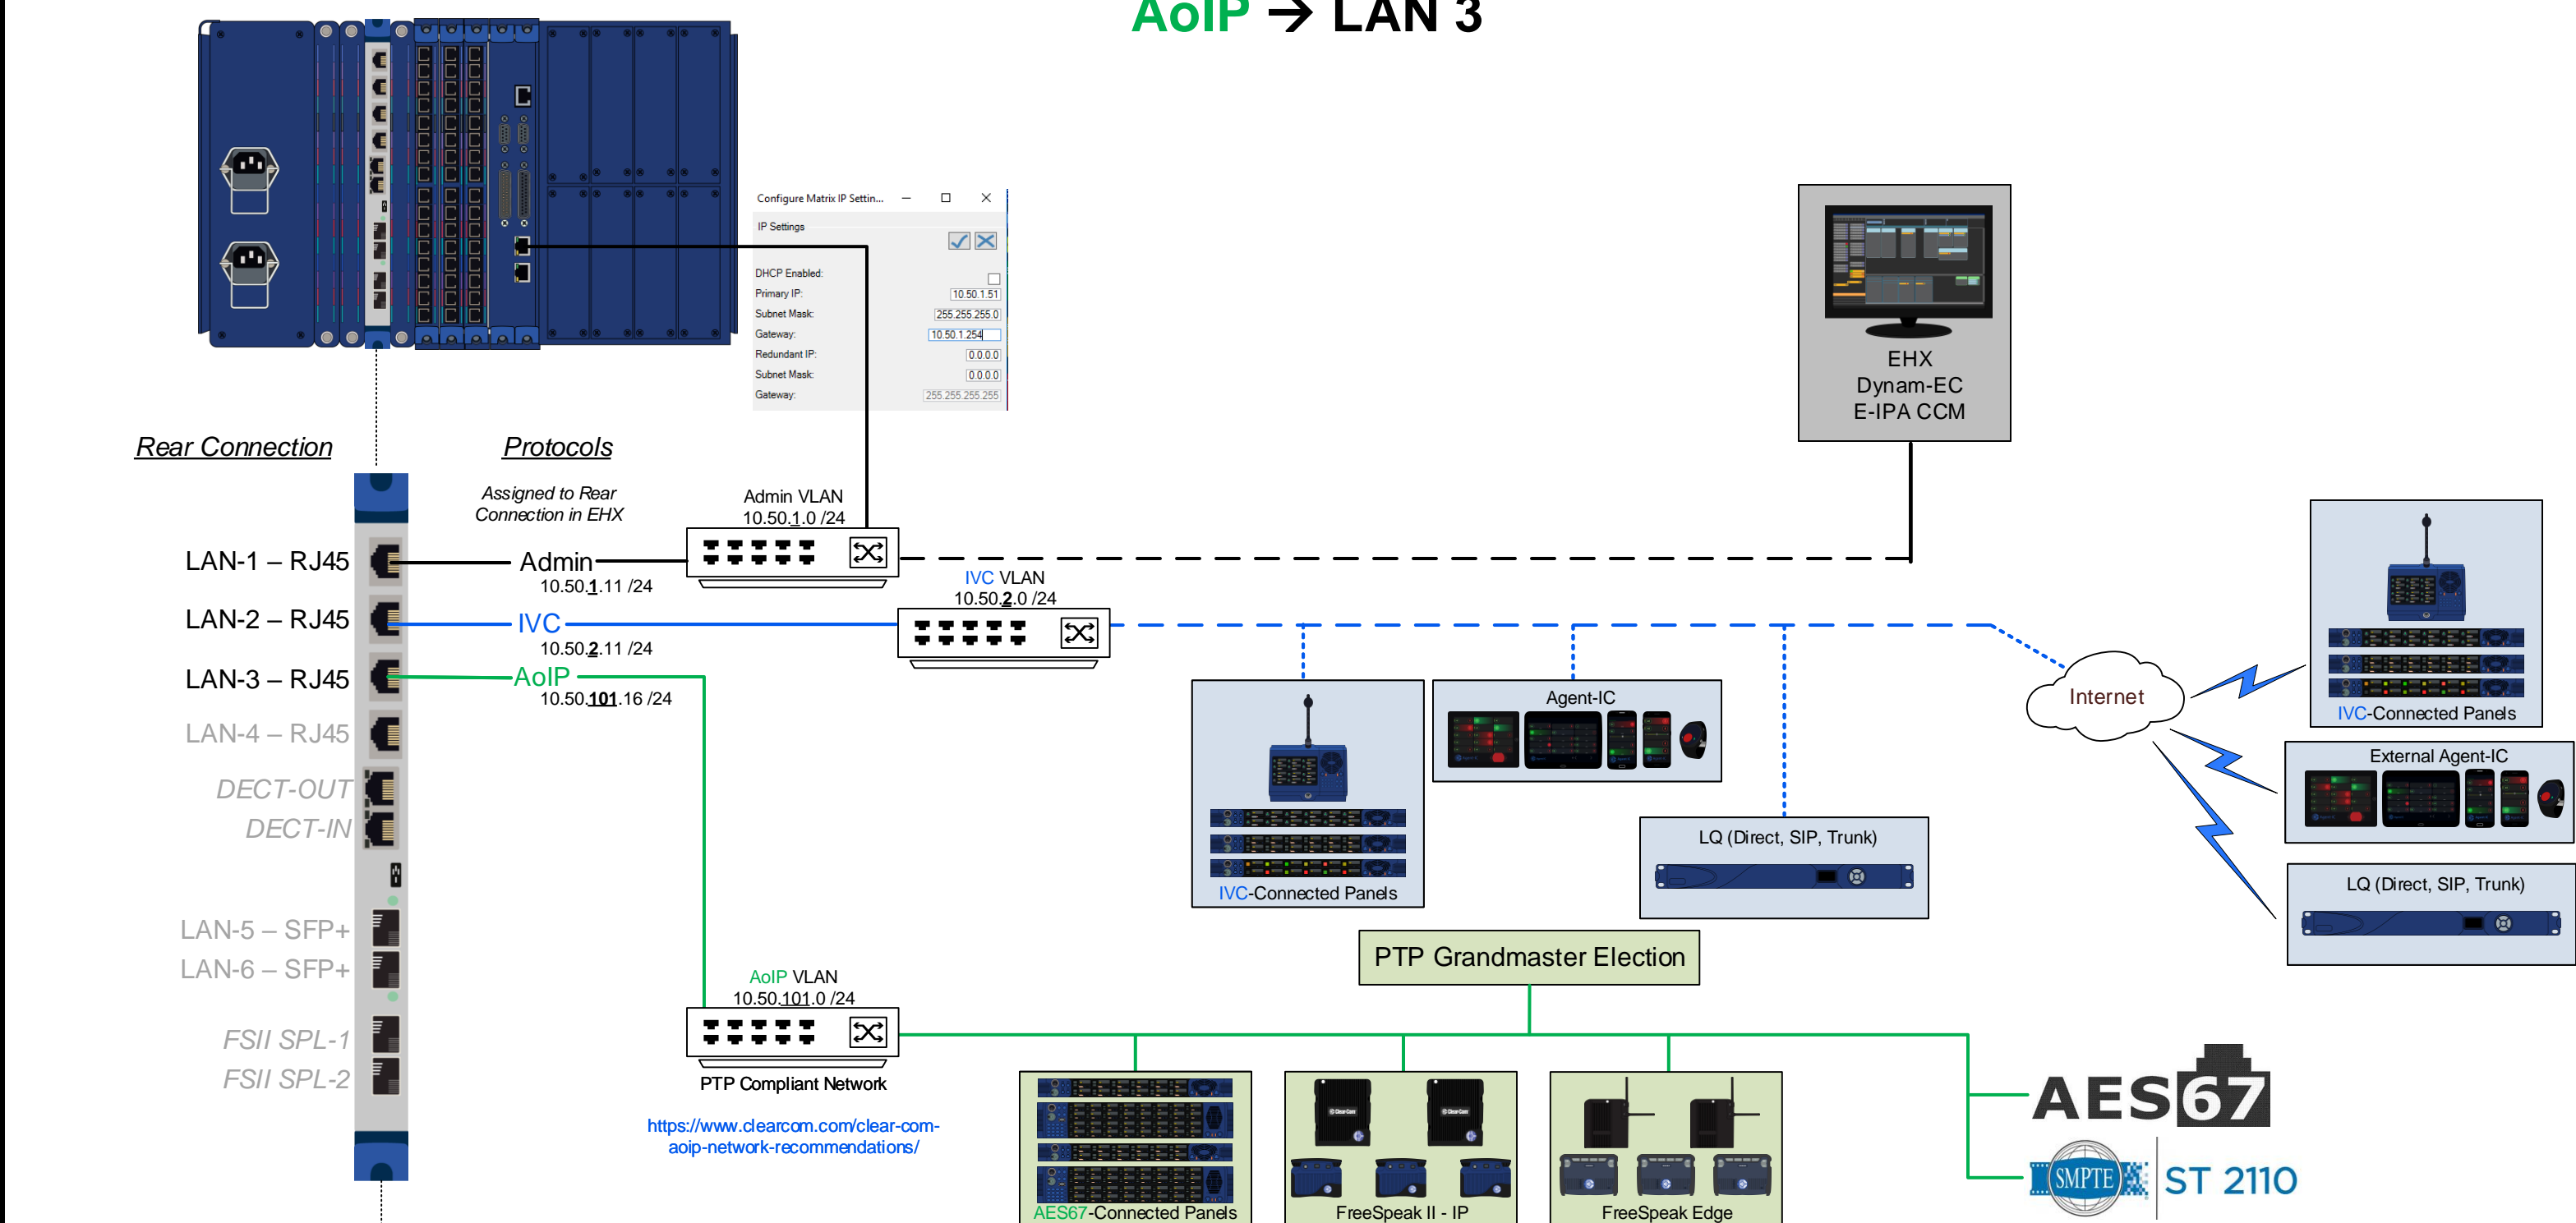 AoIP → LAN 3
Configure Matrix IP Settin...
IP Settings
DHCP Enabled:
Primary IP: 10.50.1.51
Subnet Mask: 255.255.255.0
Gateway: 10.50.1.254
Redundant IP: 0.0.0.0
Subnet Mask: 0.0.0.0
Gateway: 255.255.255.255
EHX
Dynam-EC
E-IPA CCM
Rear Connection
Protocols
Assigned to Rear
Connection in EHX
Admin VLAN
10.50.1.0 /24
LAN-1 – RJ45
Admin
10.50.1.11 /24
IVC VLAN
10.50.2.0 /24
LAN-2 – RJ45
IVC
10.50.2.11 /24
LAN-3 – RJ45
AoIP
10.50.101.16 /24
LAN-4 – RJ45
DECT-OUT
DECT-IN
LAN-5 – SFP+
LAN-6 – SFP+
FSII SPL-1
FSII SPL-2
IVC-Connected Panels
Agent-IC
LQ (Direct, SIP, Trunk)
Internet
IVC-Connected Panels
External Agent-IC
LQ (Direct, SIP, Trunk)
PTP Grandmaster Election
AoIP VLAN
10.50.101.0 /24
PTP Compliant Network
https://www.clearcom.com/clear-com-
aoip-network-recommendations/
AES67-Connected Panels
Clear-Com
Clear-Com
FreeSpeak II - IP
FreeSpeak Edge
AES67
SMPTE ST 2110